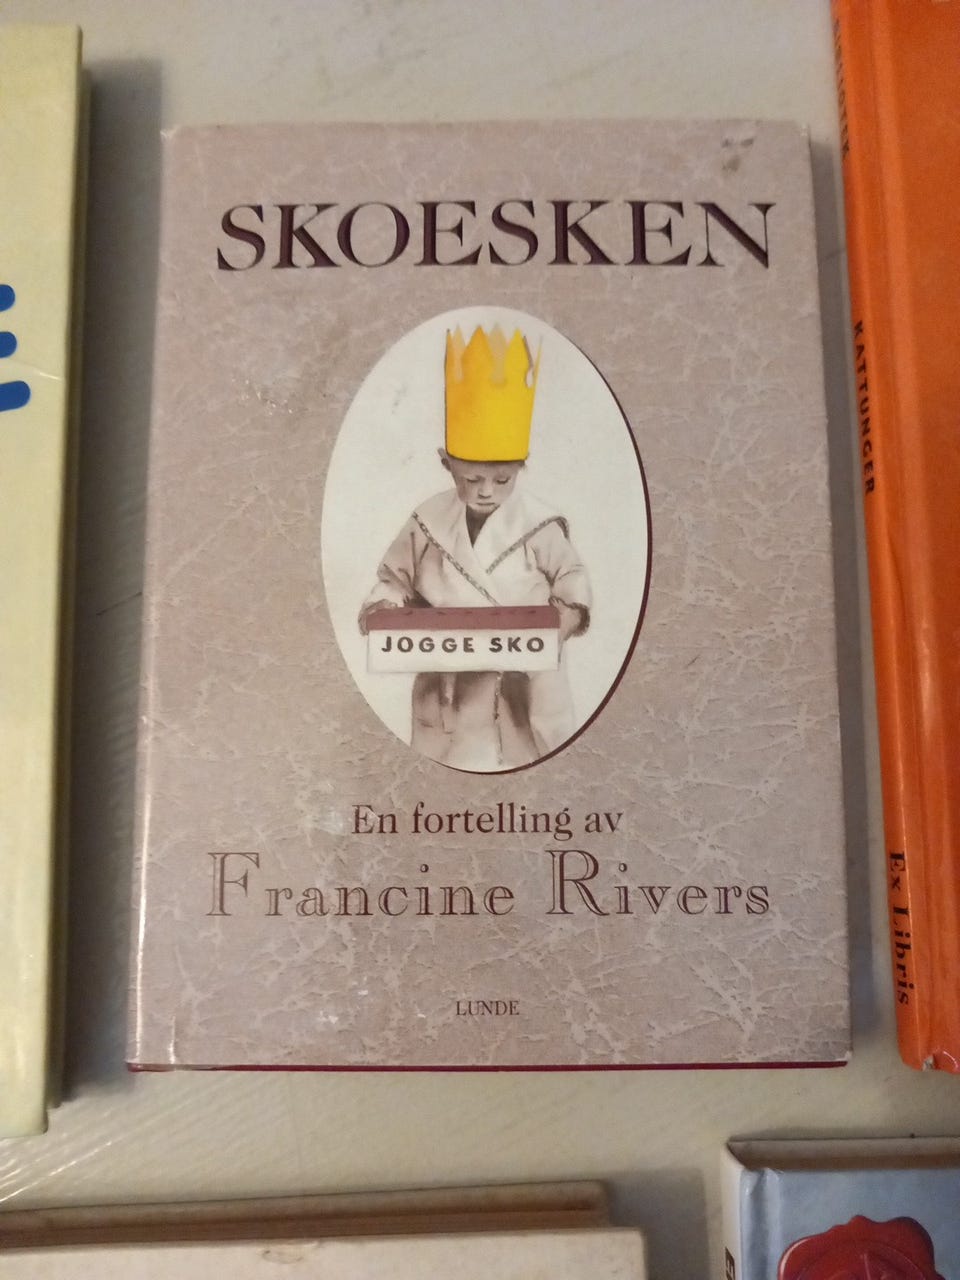 SKOESKEN
JOGGE SKO
En fortelling av
Francine Rivers
LUNDE
KATTUNGER
Ex Libris